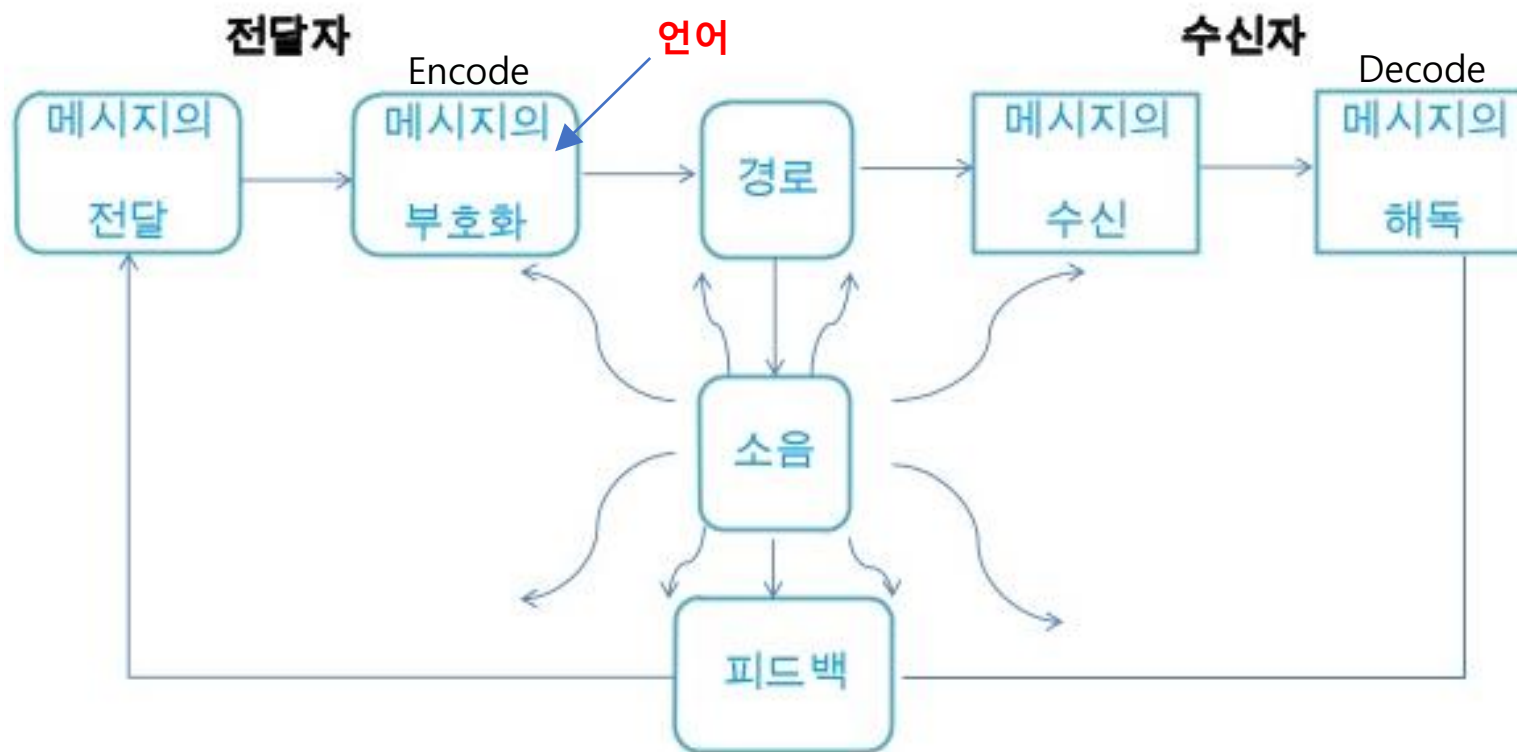 전달자
언어
수신자
Encode
Decode
메시지의
전달
메시지의
부호화
경로
메시지의
수신
메시지의
해독
소음
피드백